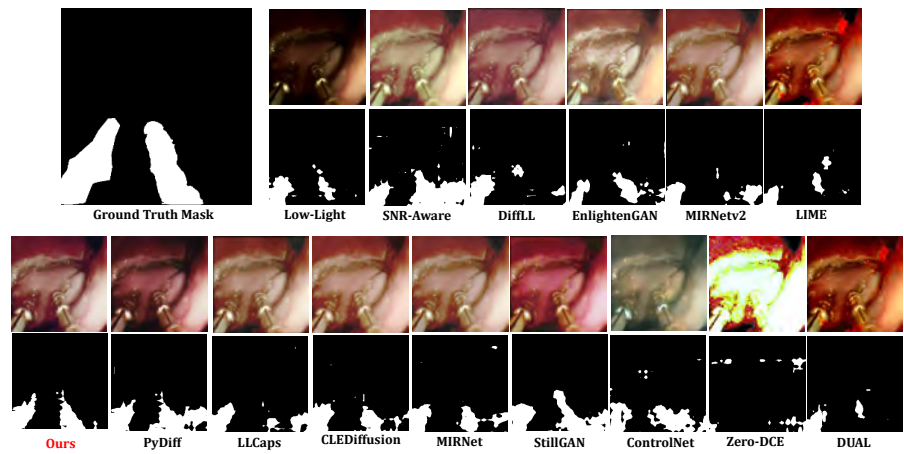 Ground Truth Mask
Low-Light
SNR-Aware
DiffLL
EnlightenGAN
MIRNetv2
LIME
Ours
PyDiff
LLCaps
CLEDiffusion
MIRNet
StillGAN
ControlNet
Zero-DCE
DUAL